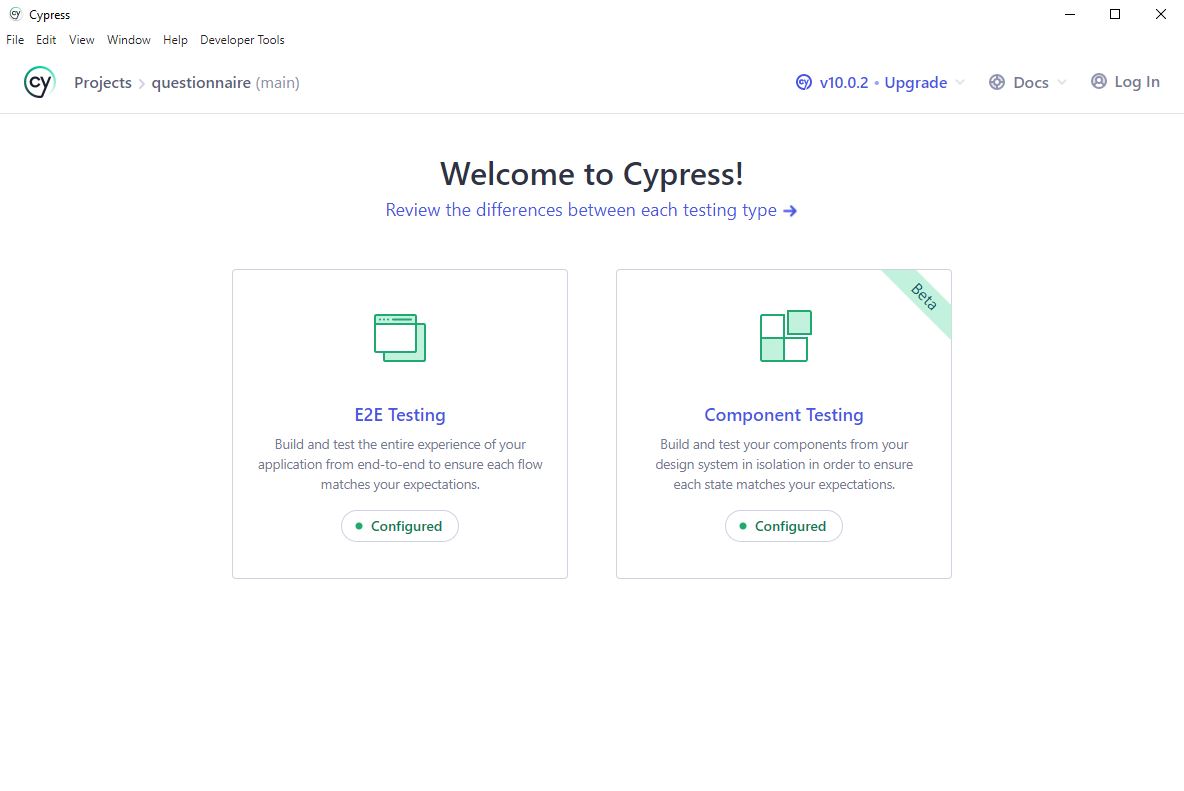 cy Cypress
File Edit View Window Help Developer Tools
cy Projects > questionnaire (main) cy v10.0.2 • Upgrade Docs Log In
Welcome to Cypress!
Review the differences between each testing type →
Beta
E2E Testing
Build and test the entire experience of your
application from end-to-end to ensure each flow
matches your expectations.
Configured
Component Testing
Build and test your components from your
design system in isolation in order to ensure
each state matches your expectations.
Configured